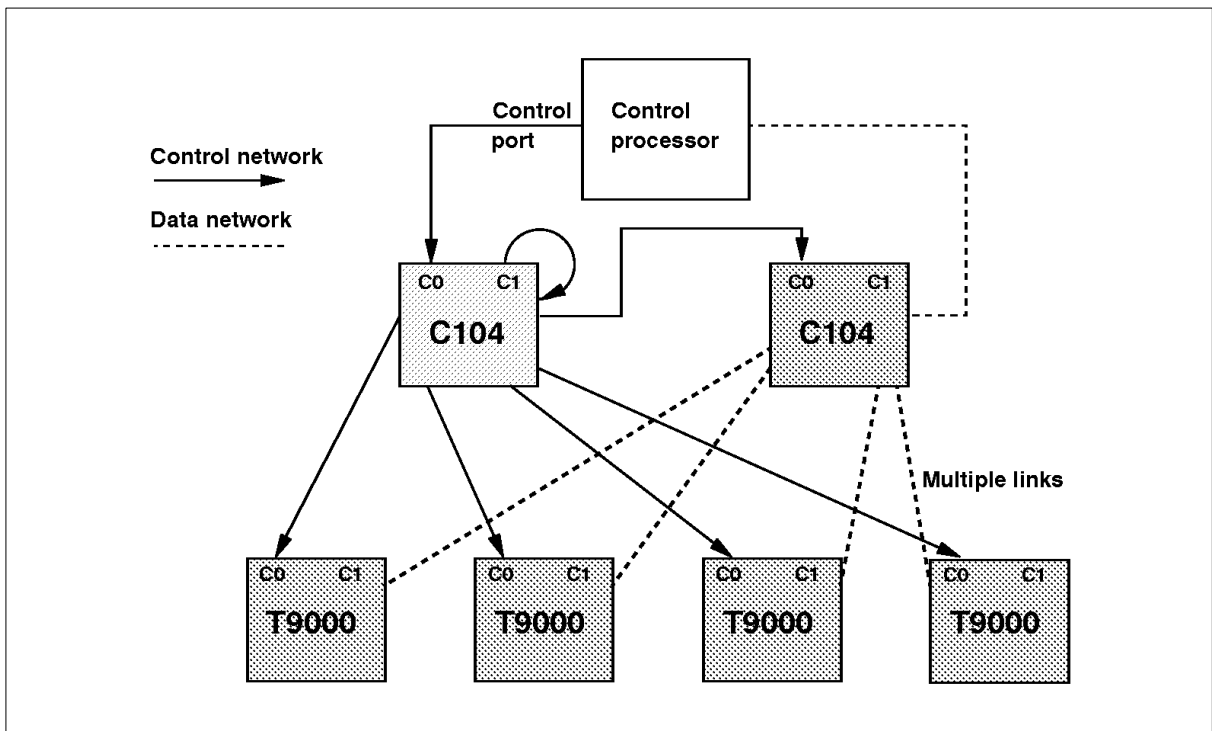 Control
port
Control
processor
Control network
Data network
C0 C1
C104
C0 C1
C104
Multiple links
C0 C1
T9000
C0 C1
T9000
C0 C1
T9000
C0 C1
T9000